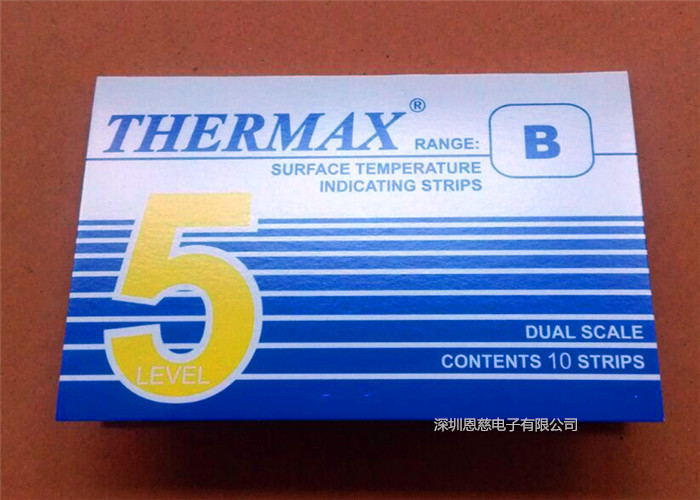 THERMAX® RANGE: B
SURFACE TEMPERATURE
INDICATING STRIPS
5
LEVEL
DUAL SCALE
CONTENTS 10 STRIPS
深圳恩慈电子有限公司